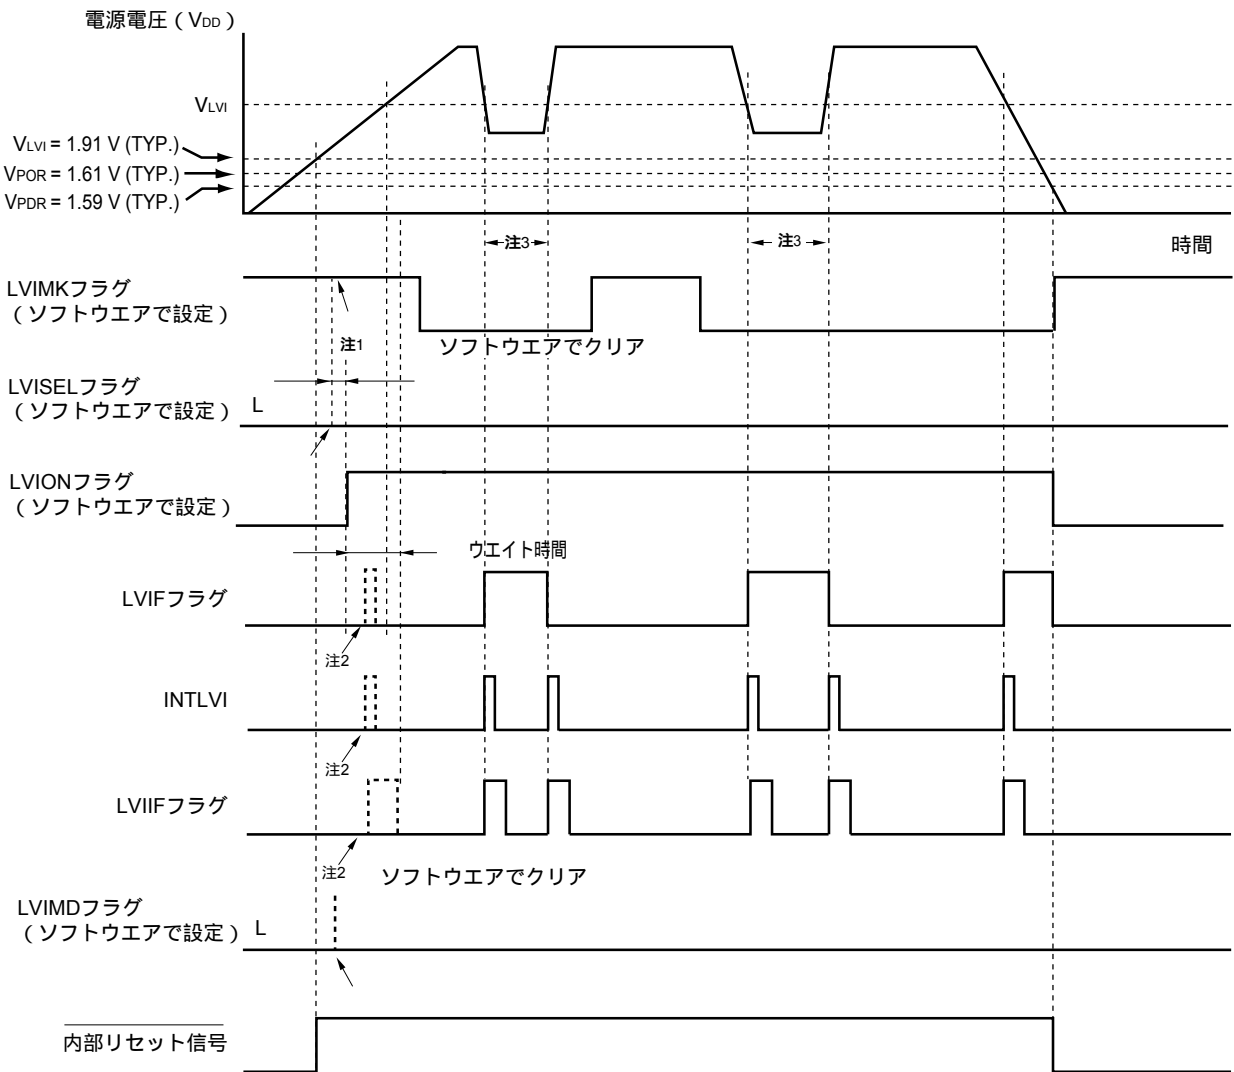 電源電圧（VDD）
VLVI
VLVI = 1.91 V (TYP.)
VPOR = 1.61 V (TYP.)
VPDR = 1.59 V (TYP.)
注3
注3
時間
LVIMKフラグ
（ソフトウエアで設定）
注1
ソフトウエアでクリア
LVISELフラグ
（ソフトウエアで設定） L
LVIONフラグ
（ソフトウエアで設定）
ウエイト時間
LVIFフラグ
注2
INTLVI
注2
LVIIFフラグ
注2
ソフトウエアでクリア
LVIMDフラグ
（ソフトウエアで設定） L
内部リセット信号